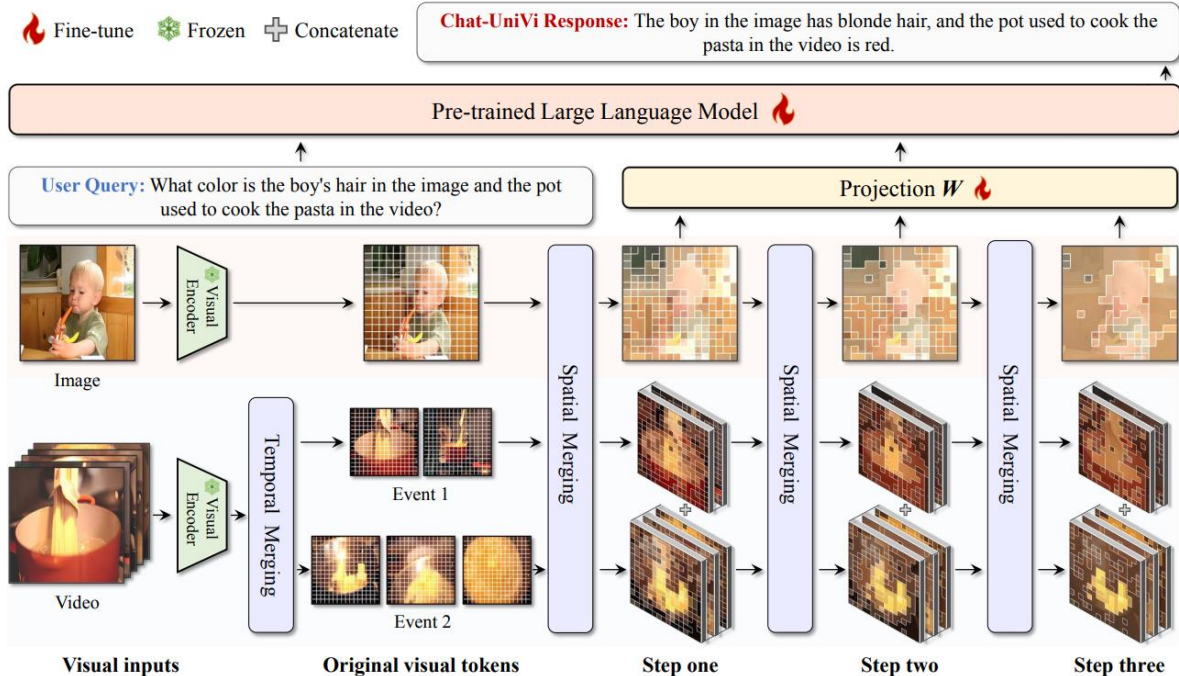 Fine-tune
Frozen
Concatenate
Chat-UniVi Response: The boy in the image has blonde hair, and the pot used to cook the
pasta in the video is red.
Pre-trained Large Language Model
User Query: What color is the boy's hair in the image and the pot
used to cook the pasta in the video?
Projection W
Visual
Encoder
Spatial Merging
Spatial Merging
Spatial Merging
Image
Visual
Encoder
Temporal Merging
Event 1
Event 2
Video
Visual inputs
Original visual tokens
Step one
Step two
Step three